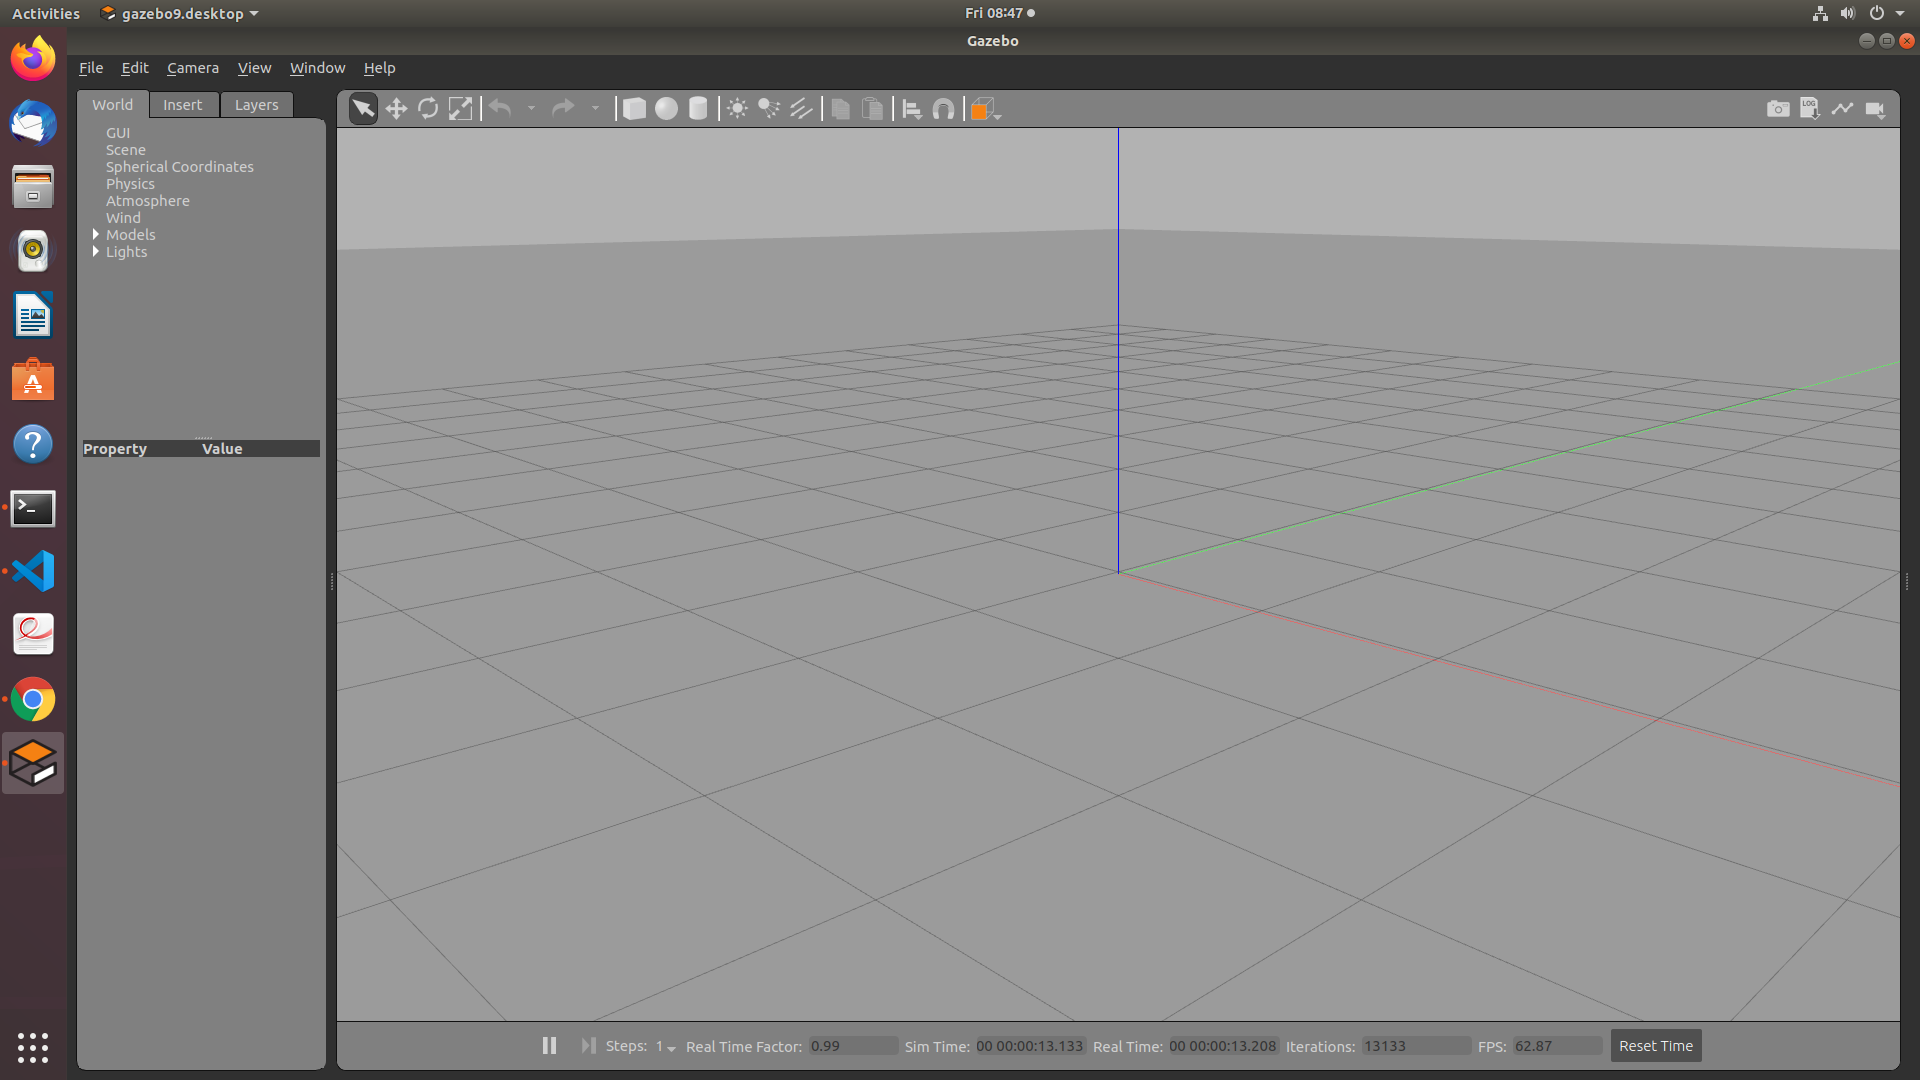 Activities gazebo9.desktop Fri 08:47
Gazebo
File Edit Camera View Window Help
World Insert Layers
LOG
GUI
Scene
Spherical Coordinates
Physics
Atmosphere
Wind
Models
Lights
Property Value
Steps: 1 Real Time Factor: 0.99 Sim Time: 00 00:00:13.133 Real Time: 00 00:00:13.208 Iterations: 13133 FPS: 62.87 Reset Time